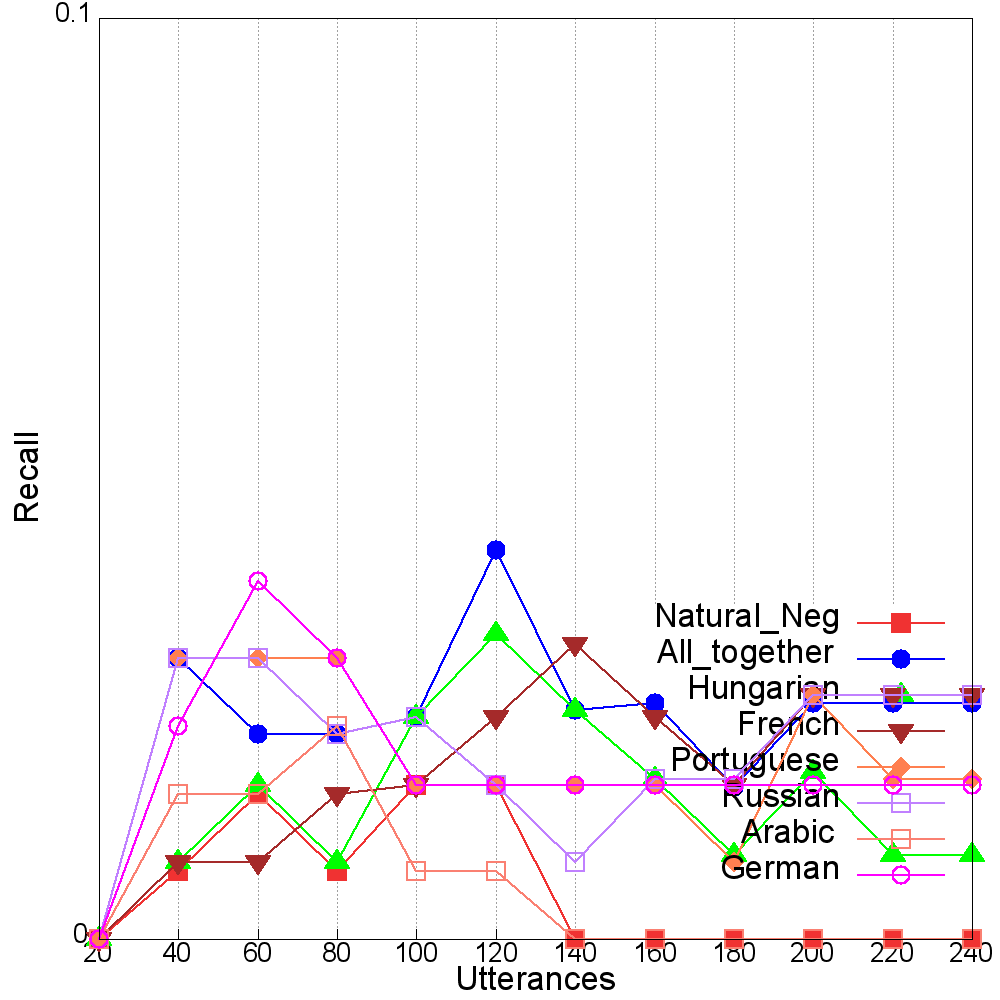 0.1
Recall
Natural_Neg
All_together
Hungarian
French
Portuguese
Russian
Arabic
German
0
20 40 60 80 100 120 140 160 180 200 220 240
Utterances